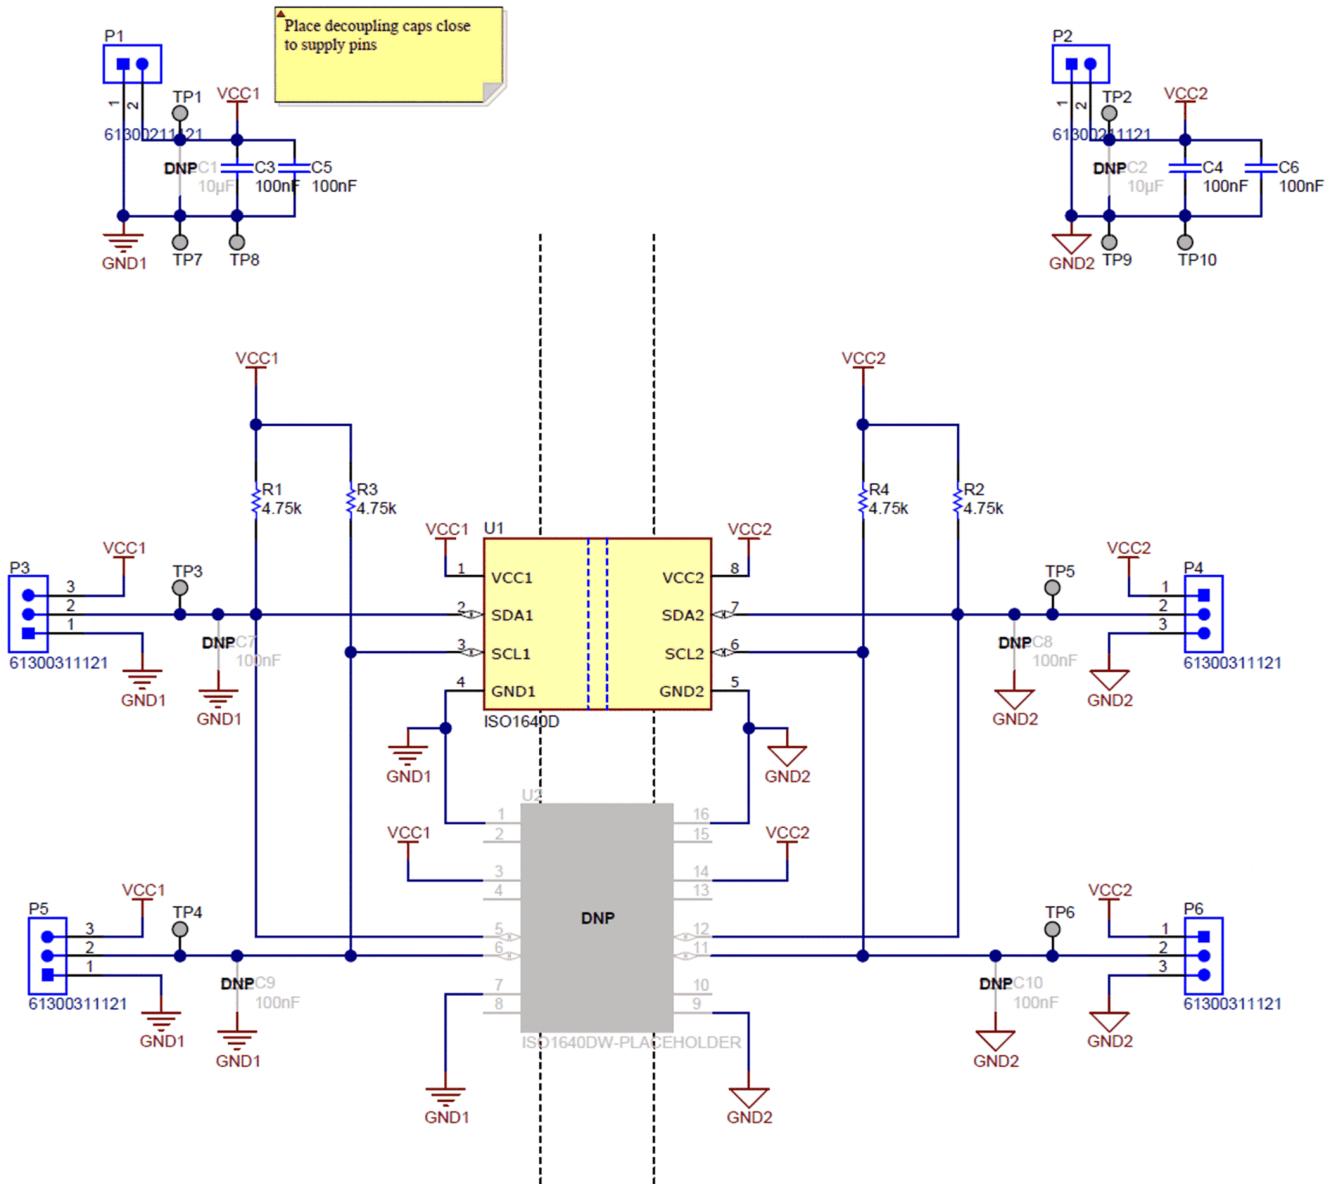 Place decoupling caps close
to supply pins
P1
1
2
61300211121
TP1
VCC1
DNP
C1
10µF
C3
100nF
C5
100nF
GND1
TP7
TP8
P2
1
2
61300211121
TP2
VCC2
DNP
C2
10µF
C4
100nF
C6
100nF
GND2
TP9
TP10
VCC1
R1
4.75k
R3
4.75k
VCC2
R4
4.75k
R2
4.75k
P3
3
2
1
61300311121
VCC1
GND1
TP3
DNP
C7
100nF
GND1
VCC1
U1
VCC2
1
VCC1
VCC2
8
2
SDA1
SDA2
7
3
SCL1
SCL2
6
4
GND1
GND2
5
ISO1640D
GND1
GND2
TP5
DNP
C8
100nF
GND2
VCC2
P4
1
2
3
61300311121
GND2
U2
VCC1
VCC2
1
2
3
4
5
6
7
8
16
15
14
13
12
11
10
9
DNP
ISO1640DW-PLACEHOLDER
GND1
GND2
P5
3
2
1
61300311121
VCC1
GND1
TP4
DNP
C9
100nF
GND1
TP6
DNP
C10
100nF
GND2
VCC2
P6
1
2
3
61300311121
GND2